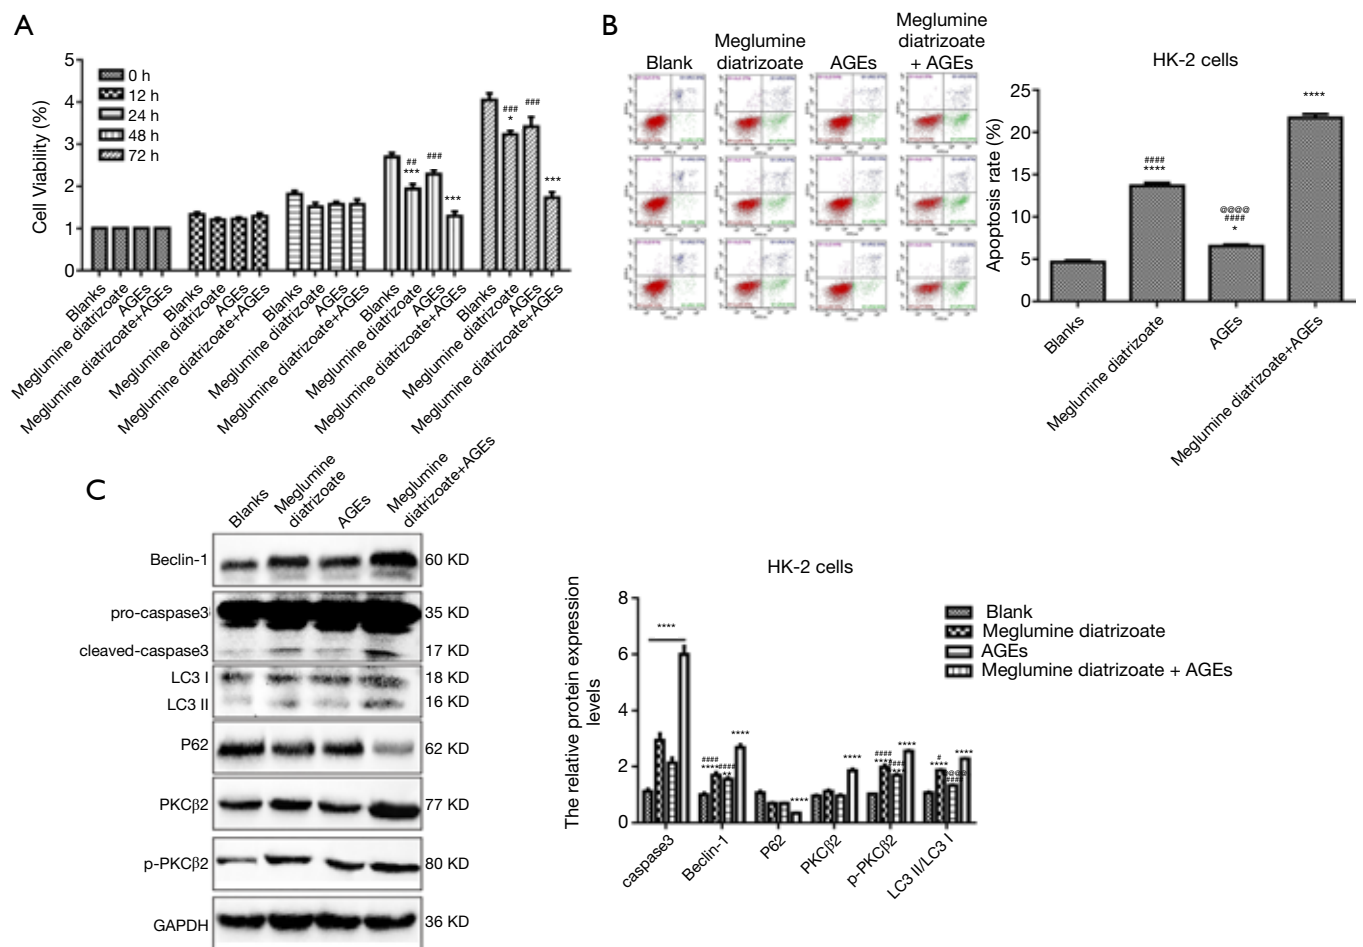 A
Cell Viability (%)
5
4
3
2
1
0
0 h
12 h
24 h
48 h
72 h
##
***
###
***
###
*
###
***
Blanks
Meglumine diatrizoate
AGEs
Meglumine diatrizoate+AGEs
Blanks
Meglumine diatrizoate
AGEs
Meglumine diatrizoate+AGEs
Blanks
Meglumine diatrizoate
AGEs
Meglumine diatrizoate+AGEs
Blanks
Meglumine diatrizoate
AGEs
Meglumine diatrizoate+AGEs
Blanks
Meglumine diatrizoate
AGEs
Meglumine diatrizoate+AGEs
B
Blank
Meglumine
diatrizoate
AGEs
Meglumine
diatrizoate
+ AGEs
HK-2 cells
Apoptosis rate (%)
25
20
15
10
5
0
####
****
@@@@
####
*
****
Blanks
Meglumine diatrizoate
AGEs
Meglumine diatrizoate+AGEs
C
Blanks
Meglumine
diatrizoate
AGEs
Meglumine
diatrizoate+AGEs
Beclin-1
60 KD
pro-caspase3
35 KD
cleaved-caspase3
17 KD
LC3 I
18 KD
LC3 II
16 KD
P62
62 KD
PKCβ2
77 KD
p-PKCβ2
80 KD
GAPDH
36 KD
HK-2 cells
The relative protein expression
levels
8
6
4
2
0
****
####
****
####
**
****
****
****
####
****
****
#
****
****
caspase3
Beclin-1
P62
PKCβ2
p-PKCβ2
LC3 II/LC3 I
Blank
Meglumine diatrizoate
AGEs
Meglumine diatrizoate + AGEs